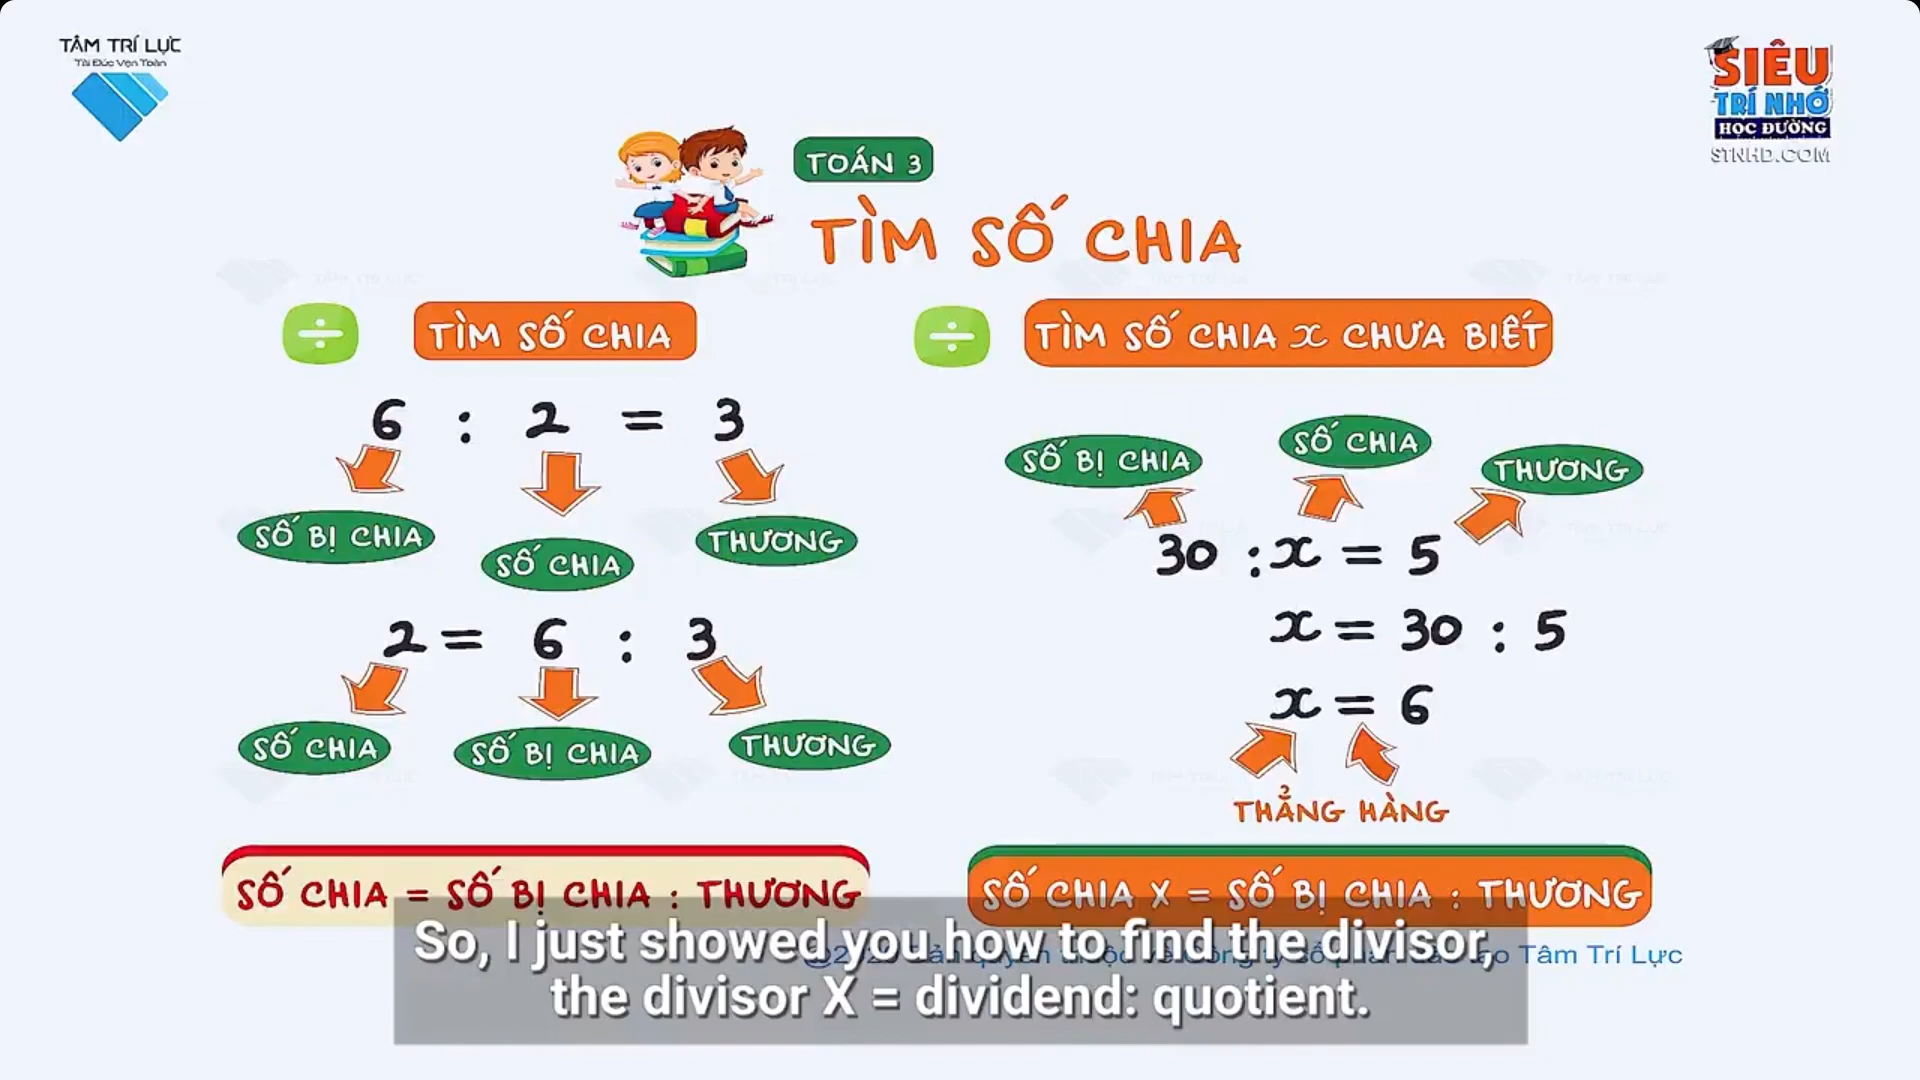 TÂM TRÍ LỰC
Tài Đức Vẹn Toàn
SIÊU
TRÍ NHỚ
HỌC ĐƯỜNG
STNHD.COM
TOÁN 3
TÌM SỐ CHIA
÷ TÌM SỐ CHIA
6 : 2 = 3
SỐ BỊ CHIA SỐ CHIA THƯƠNG
2 = 6 : 3
SỐ CHIA SỐ BỊ CHIA THƯƠNG
SỐ CHIA = SỐ BỊ CHIA : THƯƠNG
÷ TÌM SỐ CHIA x CHƯA BIẾT
SỐ BỊ CHIA SỐ CHIA THƯƠNG
30 : x = 5
x = 30 : 5
x = 6
THẲNG HÀNG
SỐ CHIA X = SỐ BỊ CHIA : THƯƠNG
Tâm Trí Lực
So, I just showed you how to find the divisor,
the divisor X = dividend: quotient.